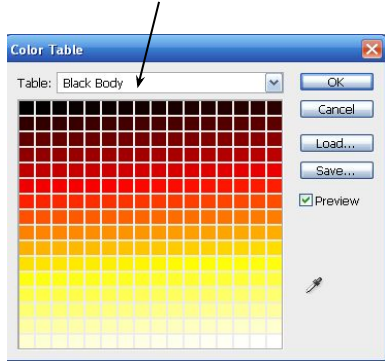 Color Table
Table: Black Body
OK
Cancel
Load...
Save...
Preview